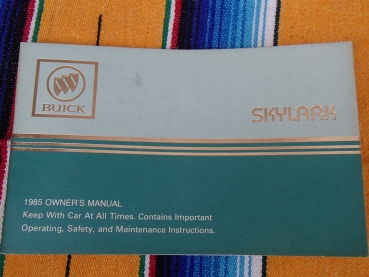 BUICK
SKYLARK
1985 OWNER'S MANUAL
Keep With Car At All Times. Contains Important
Operating, Safety, and Maintenance Instructions.